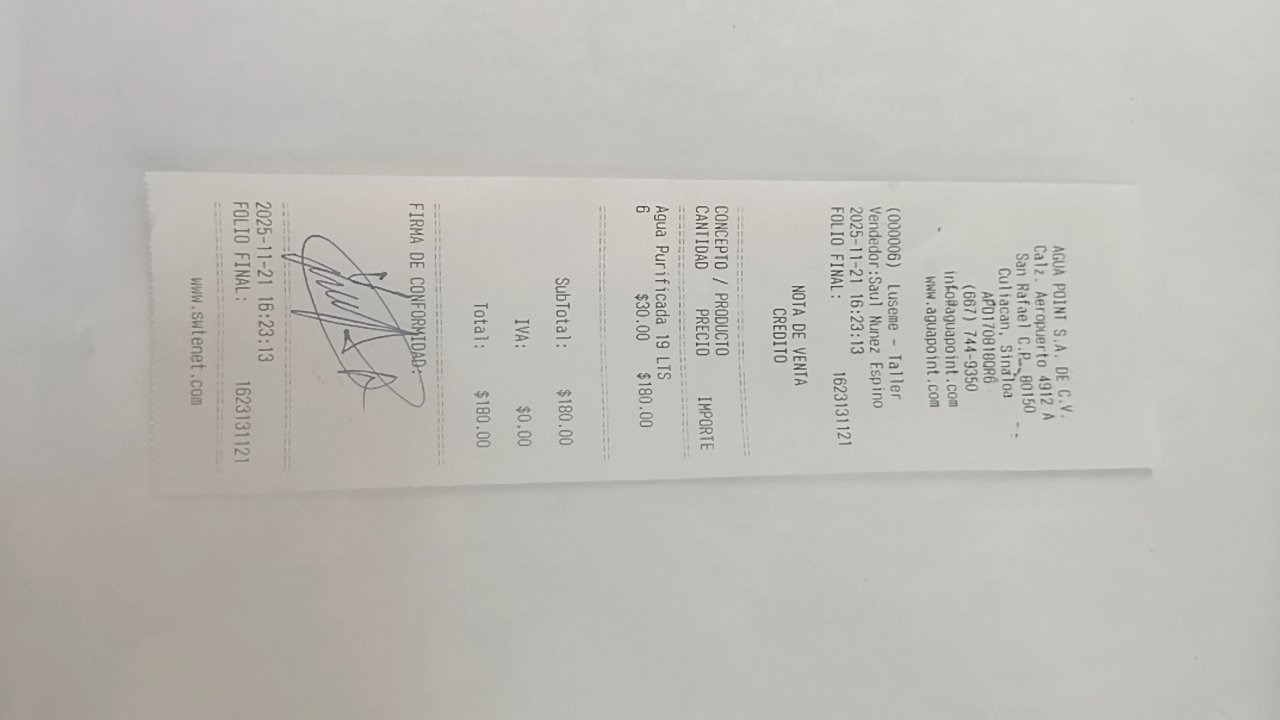 AGUA POINT S.A. DE C.V.
Calz. Aeropuerto 4912 A
San Rafael C.P. 80150
Culiacan, Sinaloa
APO170818QR6
(667) 744-9350
info@aguapoint.com
www.aguapoint.com
(000006) Luseme - Taller
Vendedor:Saul Nunez Espino
2025-11-21 16:23:13
FOLIO FINAL: 1623131121
NOTA DE VENTA
CREDITO
CONCEPTO / PRODUCTO
CANTIDAD PRECIO IMPORTE
Agua Purificada 19 LTS
6 $30.00 $180.00
SubTotal: $180.00
IVA: $0.00
Total: $180.00
FIRMA DE CONFORMIDAD:
2025-11-21 16:23:13
FOLIO FINAL: 1623131121
www.swtenet.com